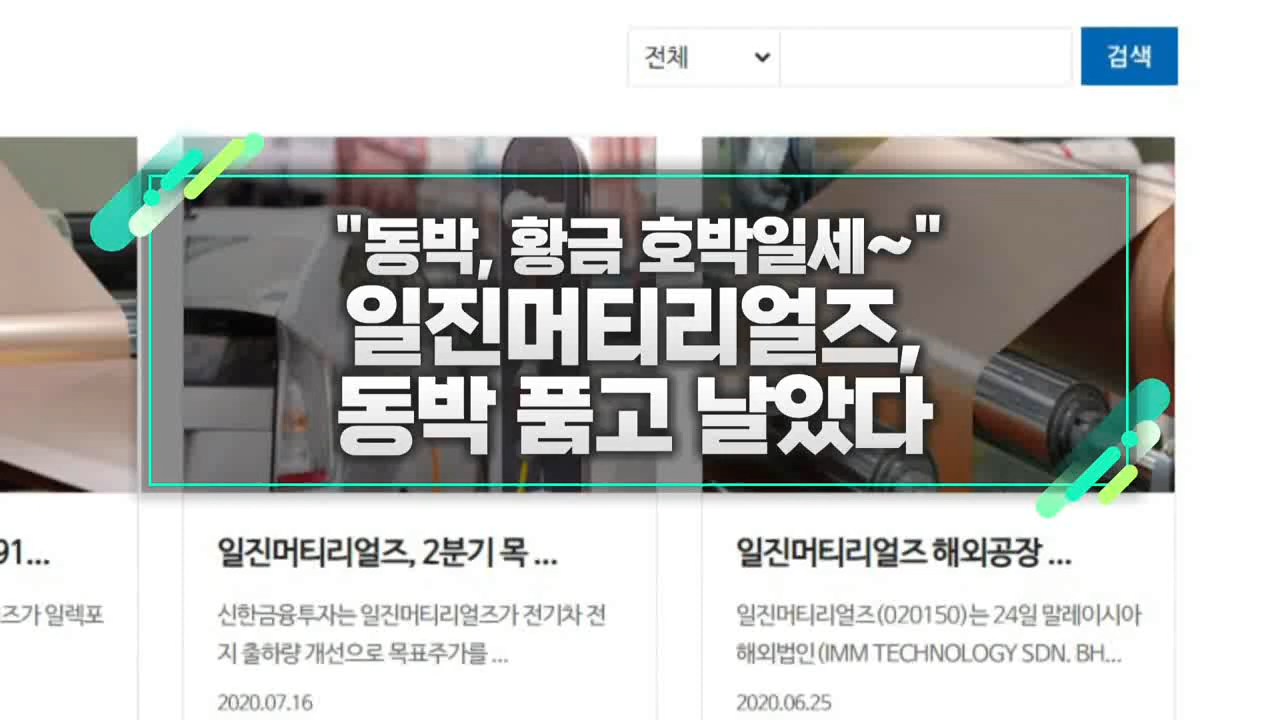 전체
검색
"동박, 황금 호박일세~"
일진머티리얼즈,
동박 품고 날았다
91...
즈가 일렉포
일진머티리얼즈, 2분기 목 ...
신한금융투자는 일진머티리얼즈가 전기차 전
지 출하량 개선으로 목표주가를 ...
2020.07.16
일진머티리얼즈 해외공장 ...
일진머티리얼즈(020150)는 24일 말레이시아
해외법인(IMM TECHNOLOGY SDN. BH...
2020.06.25